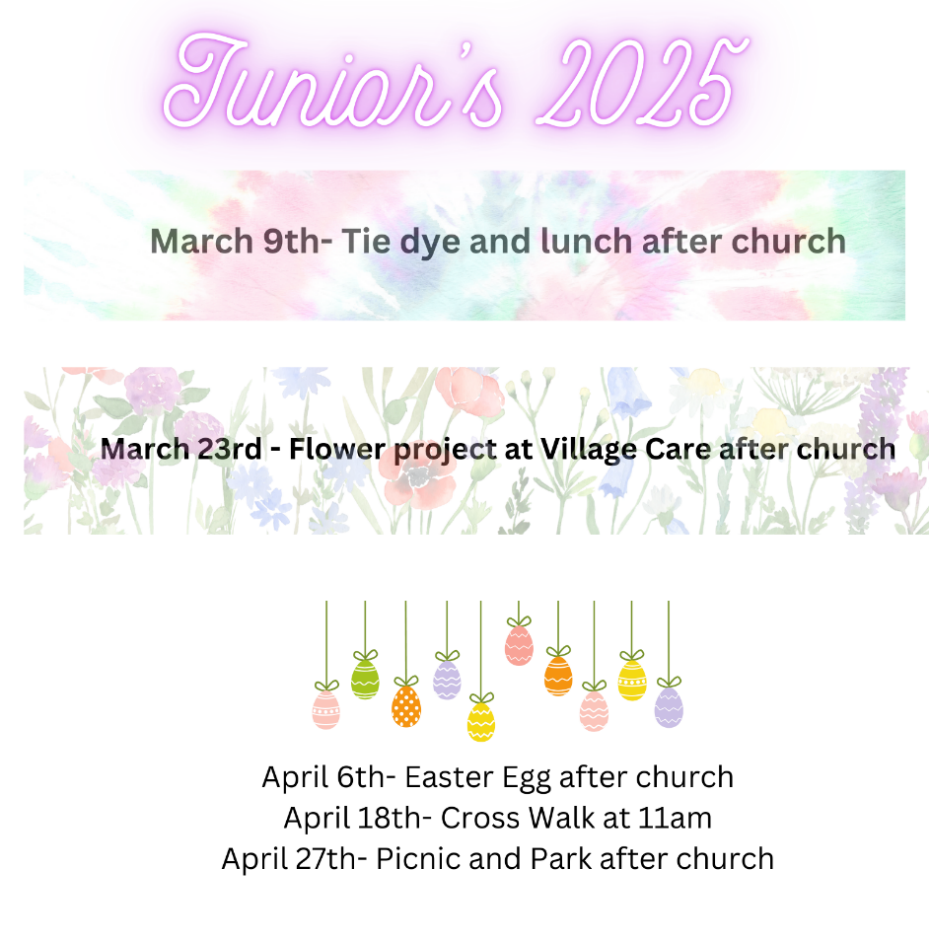 Junior's 2025
March 9th- Tie dye and lunch after church
March 23rd - Flower project at Village Care after church
April 6th- Easter Egg after church
April 18th- Cross Walk at 11am
April 27th- Picnic and Park after church